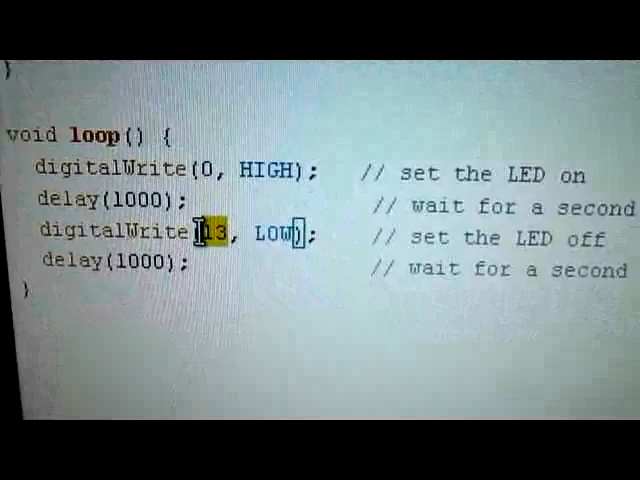 }
void loop() {
digitalWrite(0, HIGH); // set the LED on
delay(1000); // wait for a second
digitalWrite(13, LOW); // set the LED off
delay(1000); // wait for a second
}